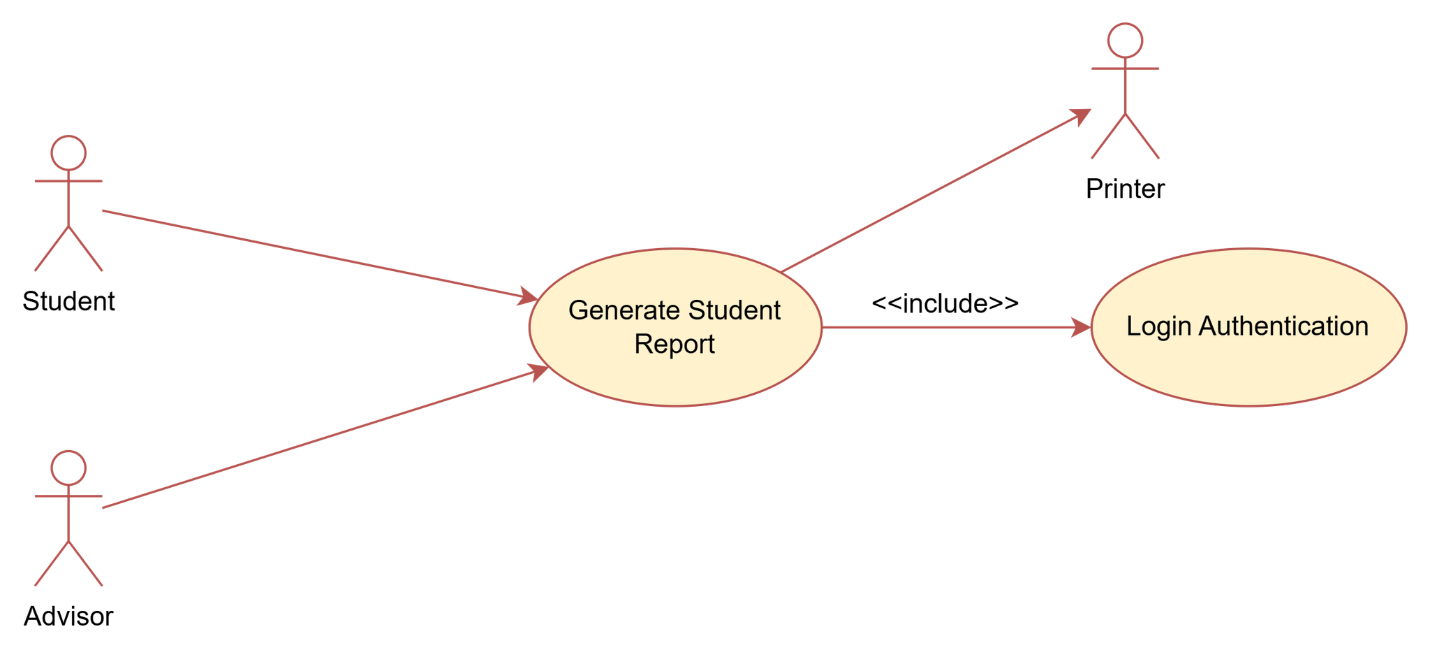 Printer
Student
Generate Student
Report
<<include>>
Login Authentication
Advisor